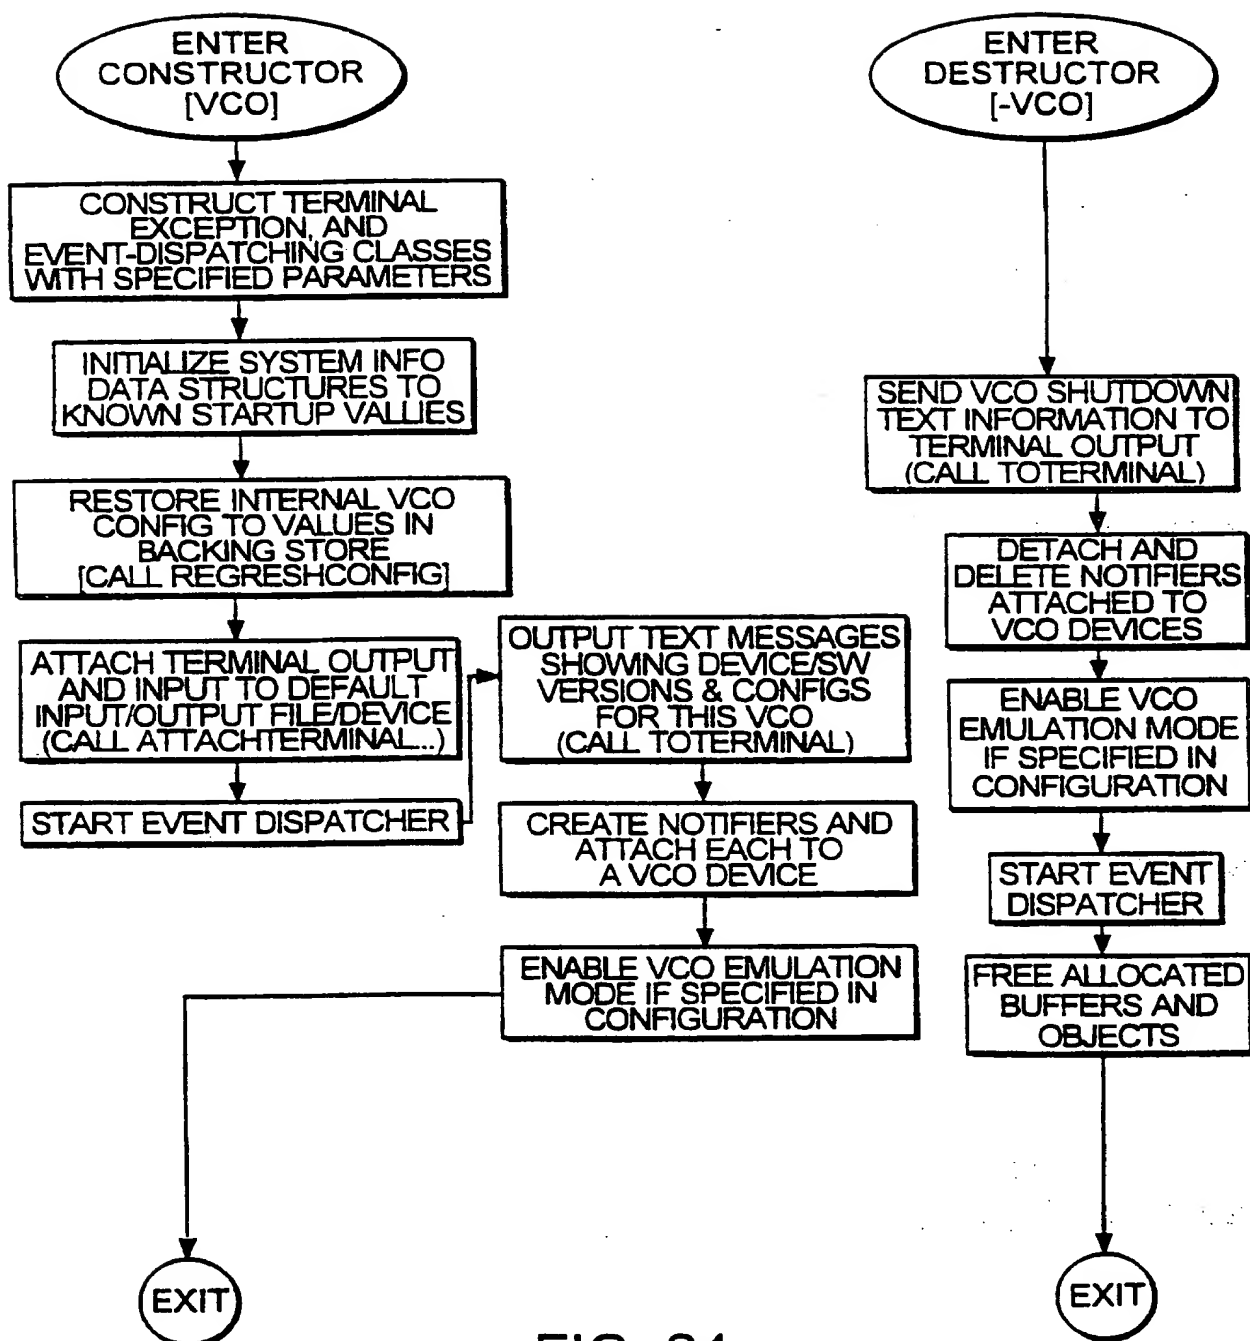 ENTER
CONSTRUCTOR
[VCO]
CONSTRUCT TERMINAL
EXCEPTION, AND
EVENT-DISPATCHING CLASSES
WITH SPECIFIED PARAMETERS
INITIALIZE SYSTEM INFO
DATA STRUCTURES TO
KNOWN STARTUP VALUES
RESTORE INTERNAL VCO
CONFIG TO VALUES IN
BACKING STORE
[CALL REGRESHCONFIG]
ATTACH TERMINAL OUTPUT
AND INPUT TO DEFAULT
INPUT/OUTPUT FILE/DEVICE
(CALL ATTACHTERMINAL...)
START EVENT DISPATCHER
OUTPUT TEXT MESSAGES
SHOWING DEVICE/SW
VERSIONS & CONFIGS
FOR THIS VCO
(CALL TOTERMINAL)
CREATE NOTIFIERS AND
ATTACH EACH TO
A VCO DEVICE
ENABLE VCO EMULATION
MODE IF SPECIFIED IN
CONFIGURATION
EXIT
ENTER
DESTRUCTOR
[-VCO]
SEND VCO SHUTDOWN
TEXT INFORMATION TO
TERMINAL OUTPUT
(CALL TOTERMINAL)
DETACH AND
DELETE NOTIFIERS
ATTACHED TO
VCO DEVICES
ENABLE VCO
EMULATION MODE
IF SPECIFIED IN
CONFIGURATION
START EVENT
DISPATCHER
FREE ALLOCATED
BUFFERS AND
OBJECTS
EXIT